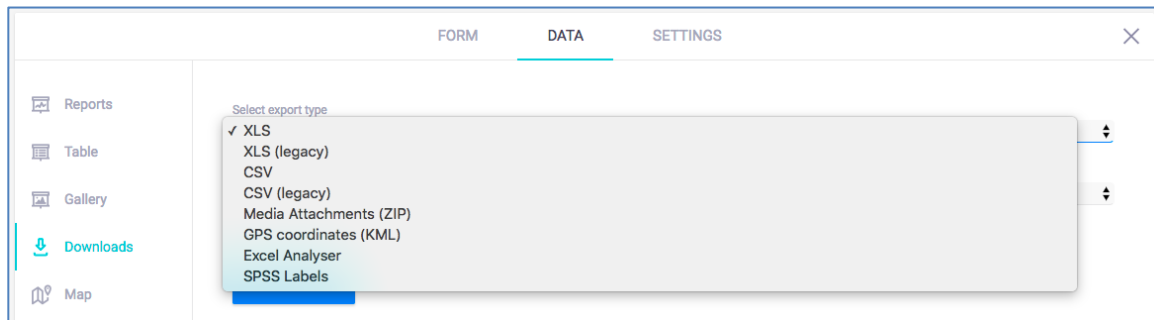 FORM DATA SETTINGS
Reports
Table
Gallery
Downloads
Map
Select export type
✓ XLS
XLS (legacy)
CSV
CSV (legacy)
Media Attachments (ZIP)
GPS coordinates (KML)
Excel Analyser
SPSS Labels